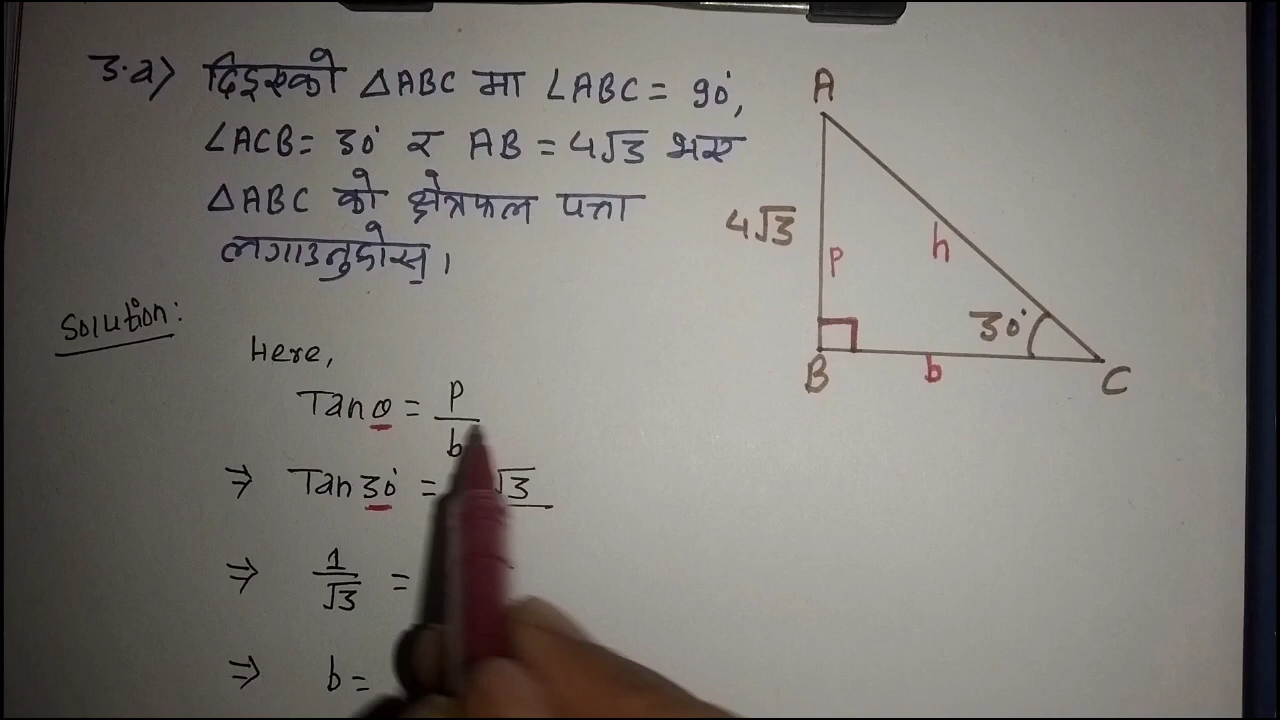 3.a) दिइएको △ABC मा ∠ABC = 90°,
∠ACB = 30° र AB = 4√3 भए
△ABC को क्षेत्रफल पत्ता
लगाउनुहोस् ।
A
4√3
p
h
30°
B
b
C
Solution:
Here,
Tanθ = p/b
⇒ Tan30° = √3
⇒ 1/√3 =
⇒ b =